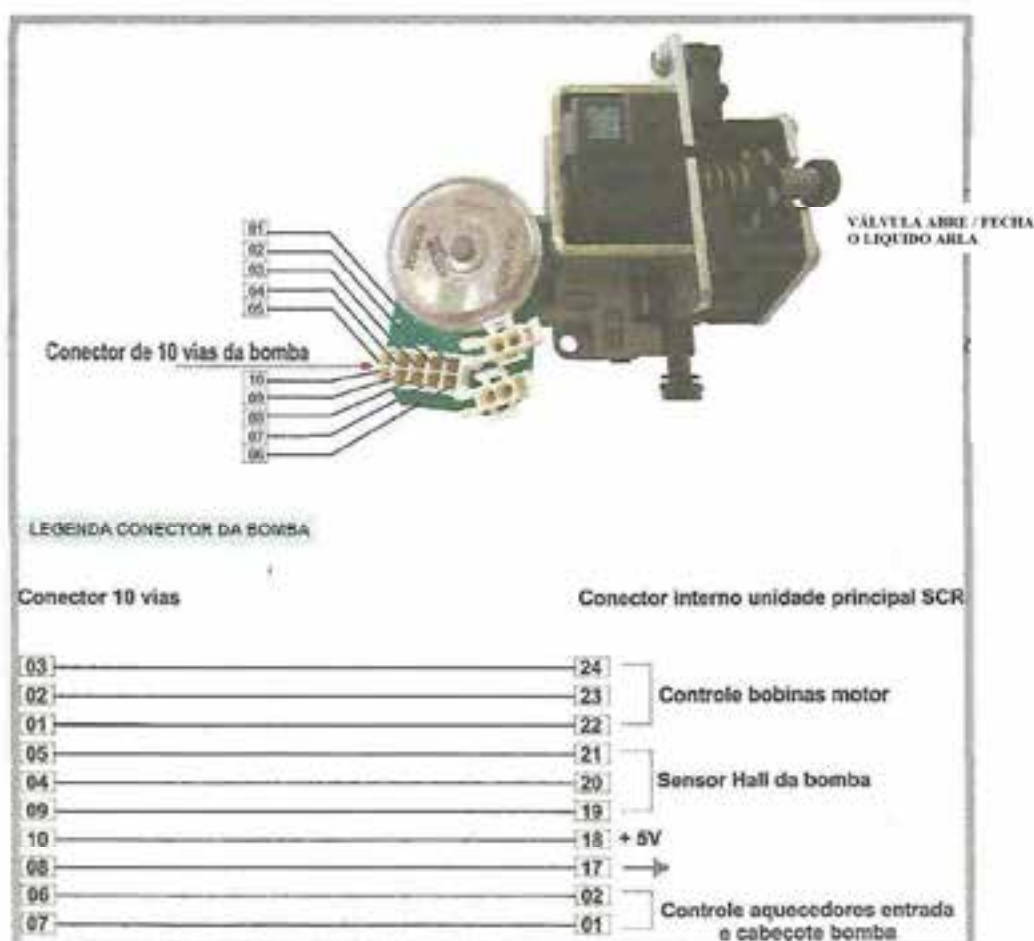 VÁLVULA ABRE / FECHA
O LIQUIDO ARLA
01
02
03
04
05
Conector de 10 vias da bomba
10
09
08
07
06
LEGENDA CONECTOR DA BOMBA
Conector 10 vias
Conector interno unidade principal SCR
03 24
02 23 Controle bobinas motor
01 22
05 21
04 20 Sensor Hall da bomba
09 19
10 18 + 5V
08 17
06 02
07 01 Controle aquecedores entrada
e cabeçote bomba